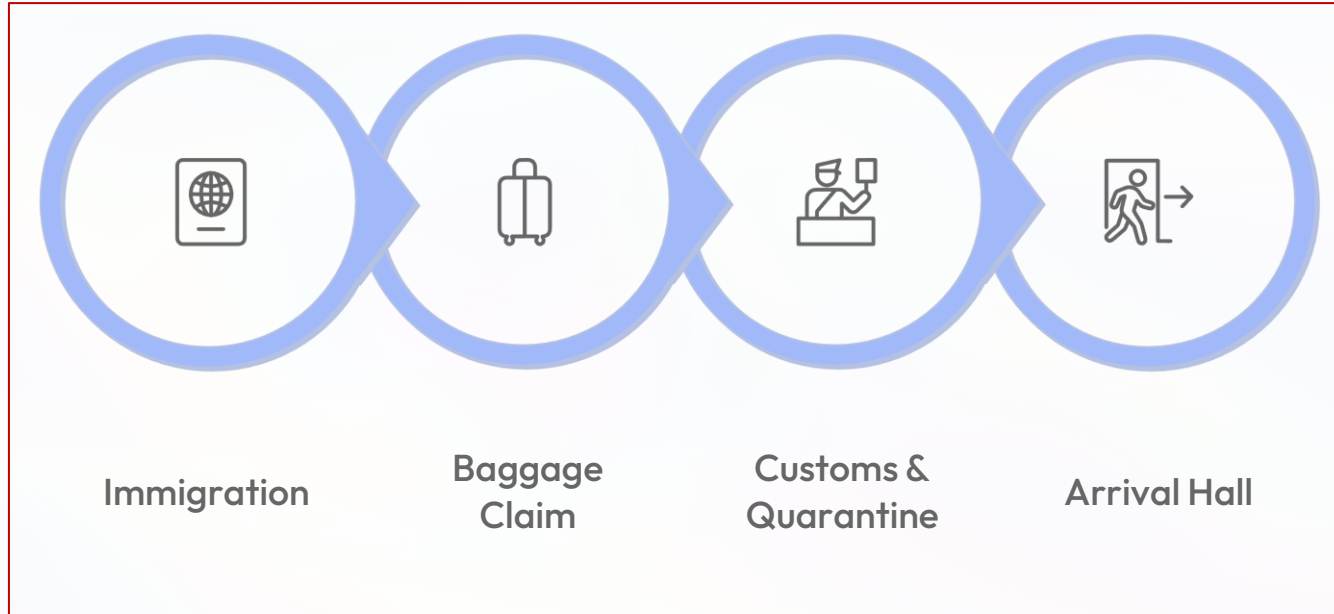 Immigration
Baggage
Claim
Customs &
Quarantine
Arrival Hall